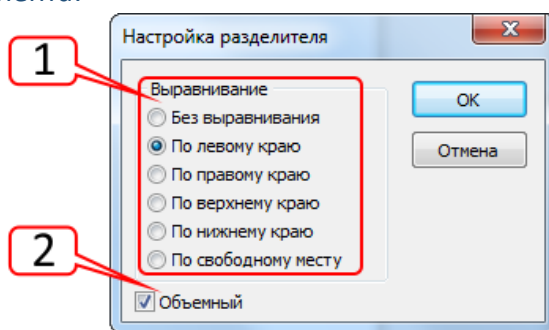 Настройка разделителя
1
Выравнивание
Без выравнивания
По левому краю
По правому краю
По верхнему краю
По нижнему краю
По свободному месту
OK
Отмена
2
Объемный